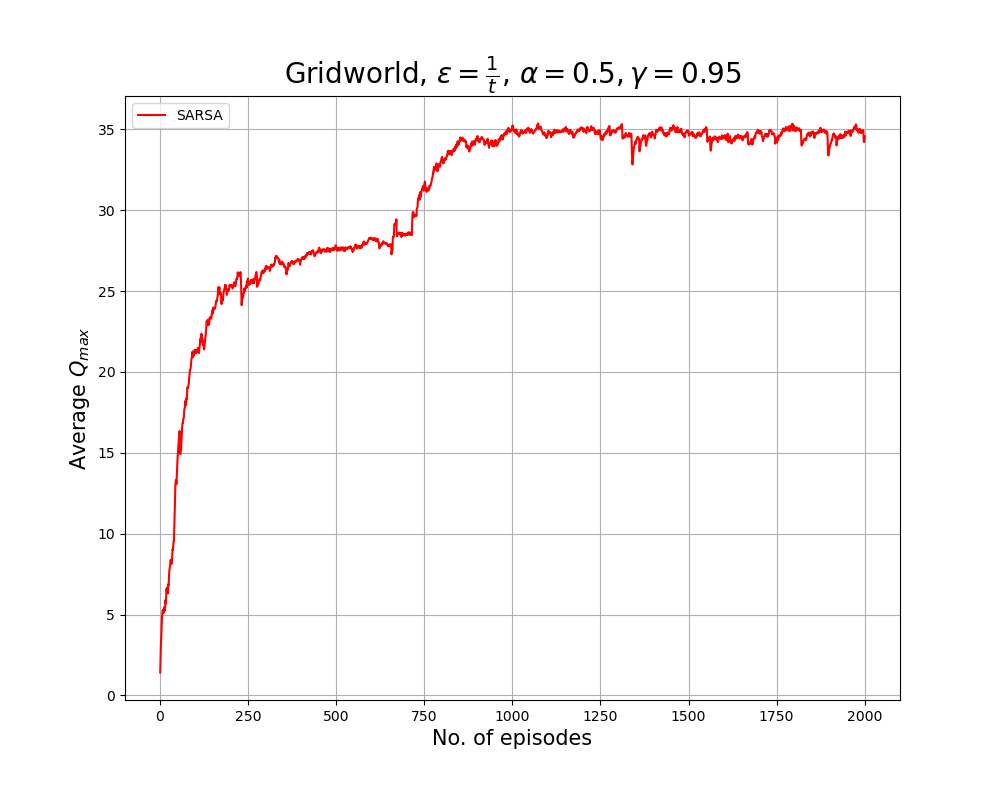 Gridworld, ε = 1/t, α = 0.5, γ = 0.95
SARSA
35
30
25
20
15
10
5
0
Average Qmax
0 250 500 750 1000 1250 1500 1750 2000
No. of episodes